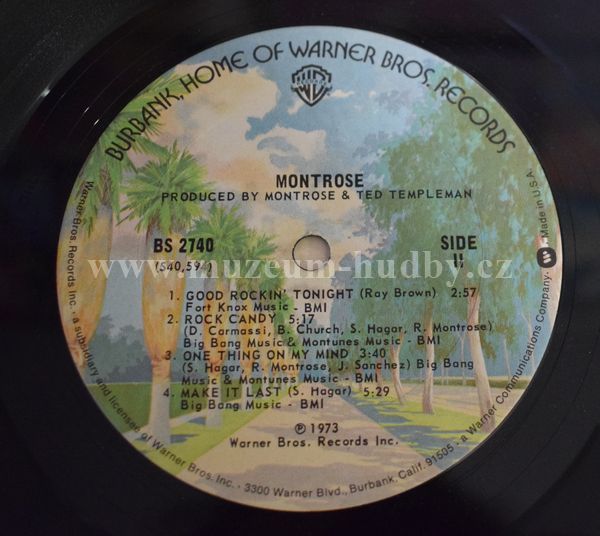 BURBANK, HOME OF WARNER BROS. RECORDS
WB
RECORDS
MONTROSE
PRODUCED BY MONTROSE & TED TEMPLEMAN
BS 2740
(S40,594)
SIDE
II
www.muzeum-hudby.cz
1. GOOD ROCKIN' TONIGHT (Ray Brown) 2:57
Fort Knox Music - BMI
2. ROCK CANDY 5:17
(D. Carmassi, B. Church, S. Hagar, R. Montrose)
Big Bang Music & Montunes Music - BMI
3. ONE THING ON MY MIND 3:40
(S. Hagar, R. Montrose, J. Sanchez) Big Bang
Music & Montunes Music - BMI
4. MAKE IT LAST (S. Hagar) 5:29
Big Bang Music - BMI
℗ 1973
Warner Bros. Records Inc.
Warner Bros. Records Inc. • a subsidiary and licensee of Warner Bros. Inc. • 3300 Warner Blvd., Burbank, Calif. 91505 • a Warner Communications Company • Made in U.S.A.